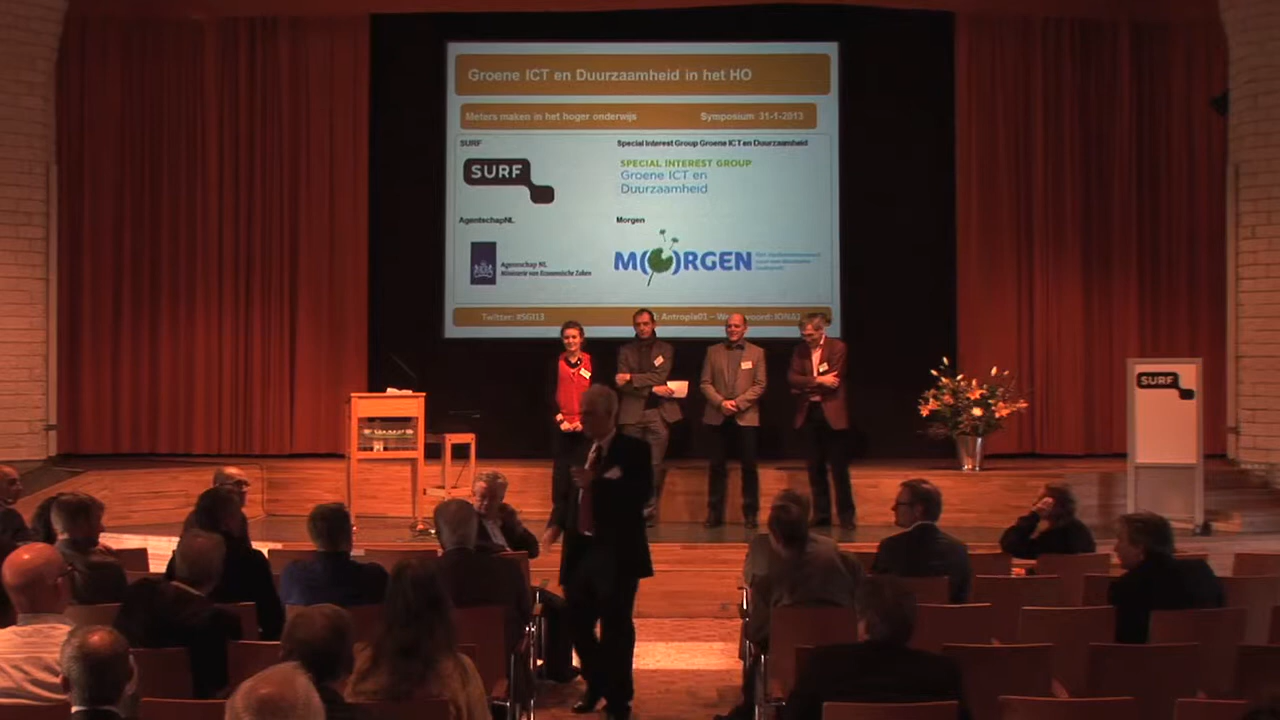 Groene ICT en Duurzaamheid in het HO
Meters maken in het hoger onderwijs Symposium 31-1-2013
SURF Special Interest Group Groene ICT en Duurzaamheid
SURF
SPECIAL INTEREST GROUP
Groene ICT en
Duurzaamheid
AgentschapNL Morgen
Agentschap NL
Ministerie van Economische Zaken
MORGEN
Twitter: #SGI13 Antropia01 –
SURF